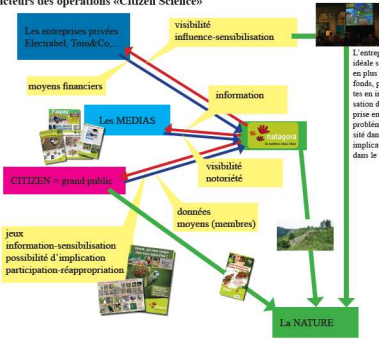 acteurs des opérations «Citizen Science»
Les entreprises privées
Electrabel, Tom&Co,...
visibilité
influence-sensibilisation
moyens financiers
information
Les MEDIAS
natagora
visibilité
notoriété
CITIZEN = grand public
données
moyens (membres)
jeux
information-sensibilisation
possibilité d'implication
participation-réappropriation
La NATURE
L'entrep
idéale s
en plus
fonds, p
tes en in
sation d
prise en
problém
sité dan
implica
dans le